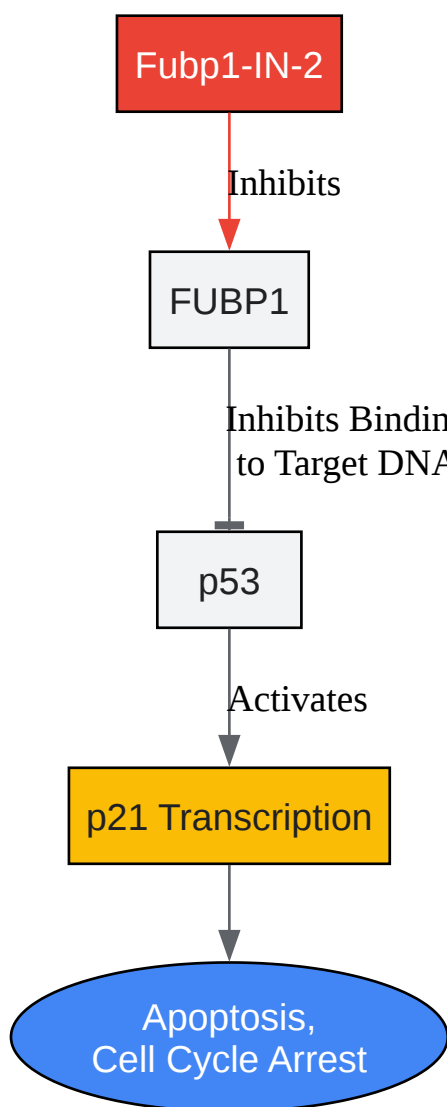 Fubp1-IN-2
Inhibits
FUBP1
Inhibits Bindin
to Target DNA
p53
Activates
p21 Transcription
Apoptosis,
Cell Cycle Arrest